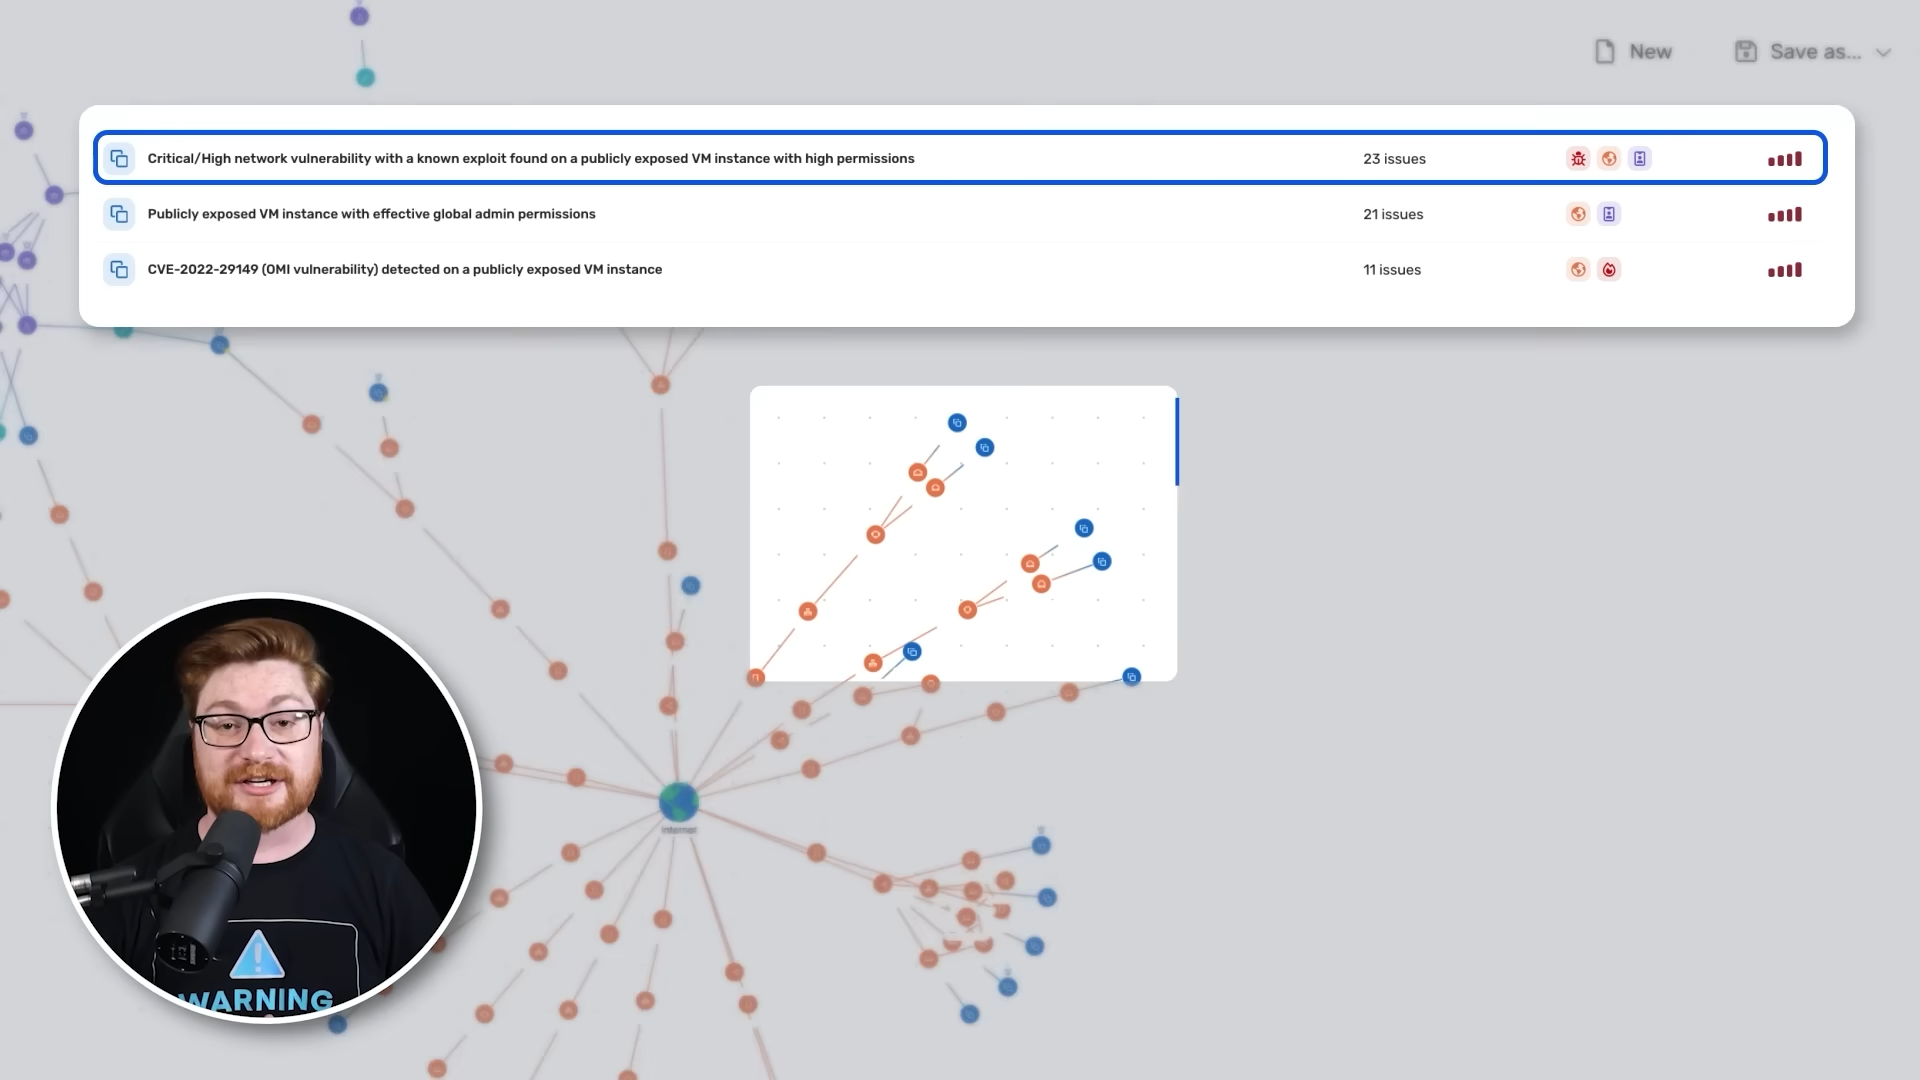 New
Save as...
Critical/High network vulnerability with a known exploit found on a publicly exposed VM instance with high permissions
23 issues
Publicly exposed VM instance with effective global admin permissions
21 issues
CVE-2022-29149 (OMI vulnerability) detected on a publicly exposed VM instance
11 issues
Internet
WARNING